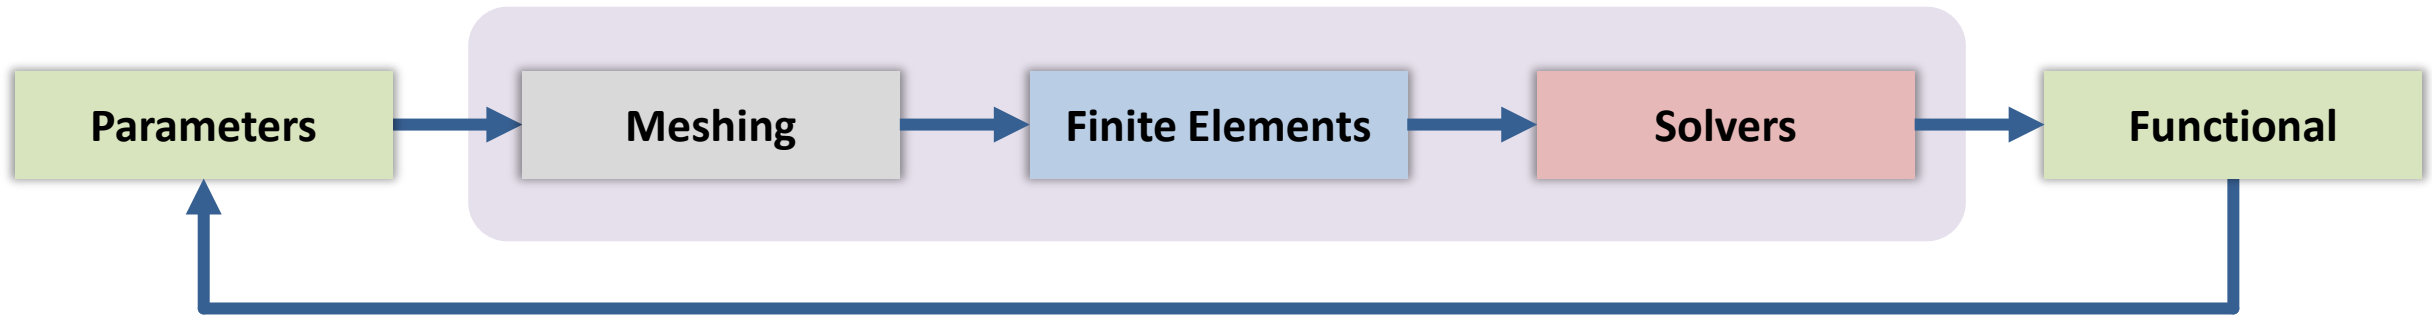 Parameters
Meshing
Finite Elements
Solvers
Functional